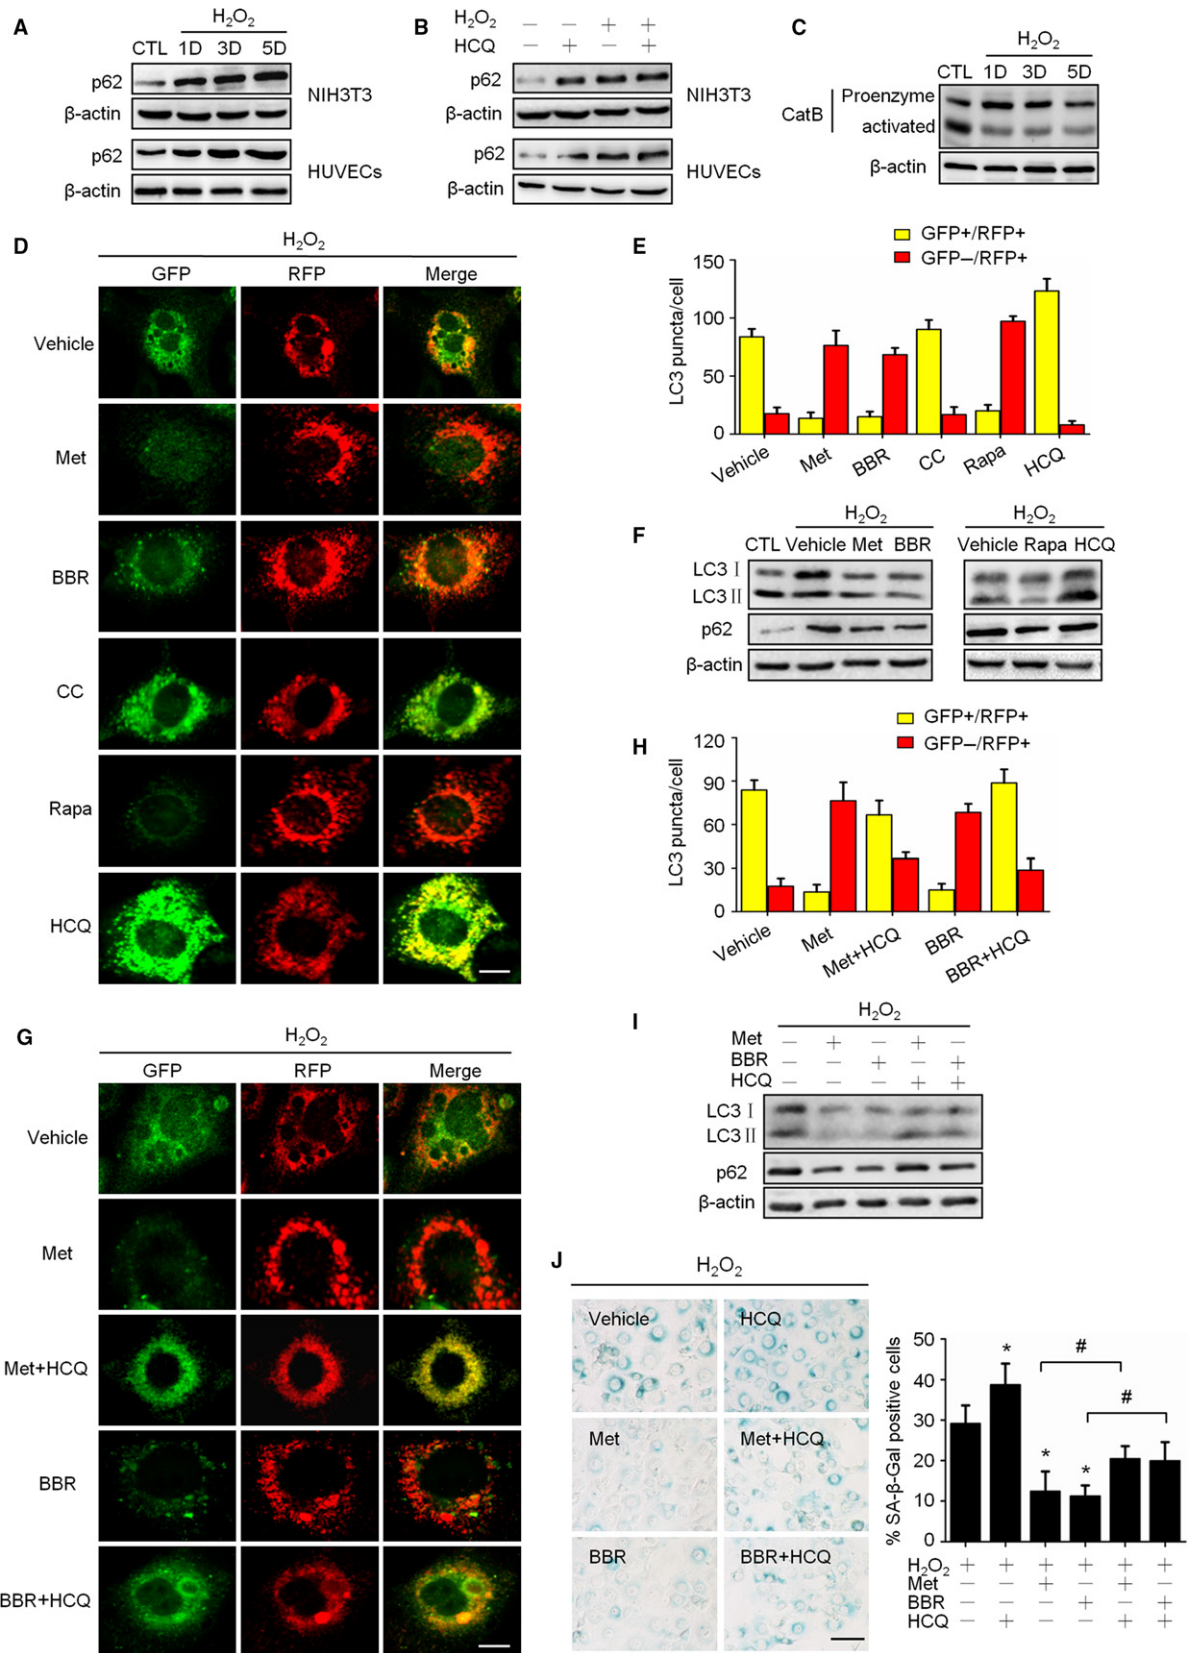 A
H₂O₂
CTL 1D 3D 5D
p62
β-actin
NIH3T3
p62
β-actin
HUVECs
B
H₂O₂ – – + +
HCQ – + – +
p62
β-actin
NIH3T3
p62
β-actin
HUVECs
C
H₂O₂
CTL 1D 3D 5D
CatB
Proenzyme
activated
β-actin
D
H₂O₂
GFP RFP Merge
Vehicle
Met
BBR
CC
Rapa
HCQ
E
GFP+/RFP+
GFP–/RFP+
LC3 puncta/cell
150
100
50
0
Vehicle Met BBR CC Rapa HCQ
F
H₂O₂
CTL Vehicle Met BBR
H₂O₂
Vehicle Rapa HCQ
LC3 Ⅰ
LC3 Ⅱ
p62
β-actin
H
GFP+/RFP+
GFP–/RFP+
LC3 puncta/cell
120
90
60
30
0
Vehicle Met Met+HCQ BBR BBR+HCQ
G
H₂O₂
GFP RFP Merge
Vehicle
Met
Met+HCQ
BBR
BBR+HCQ
I
H₂O₂
Met – + – + –
BBR – – + – +
HCQ – – – + +
LC3 Ⅰ
LC3 Ⅱ
p62
β-actin
J
H₂O₂
Vehicle HCQ
Met Met+HCQ
BBR BBR+HCQ
% SA-β-Gal positive cells
50
40
30
20
10
0
* * * # #
H₂O₂ + + + + + +
Met – – + – + –
BBR – – – + – +
HCQ – + – – + +